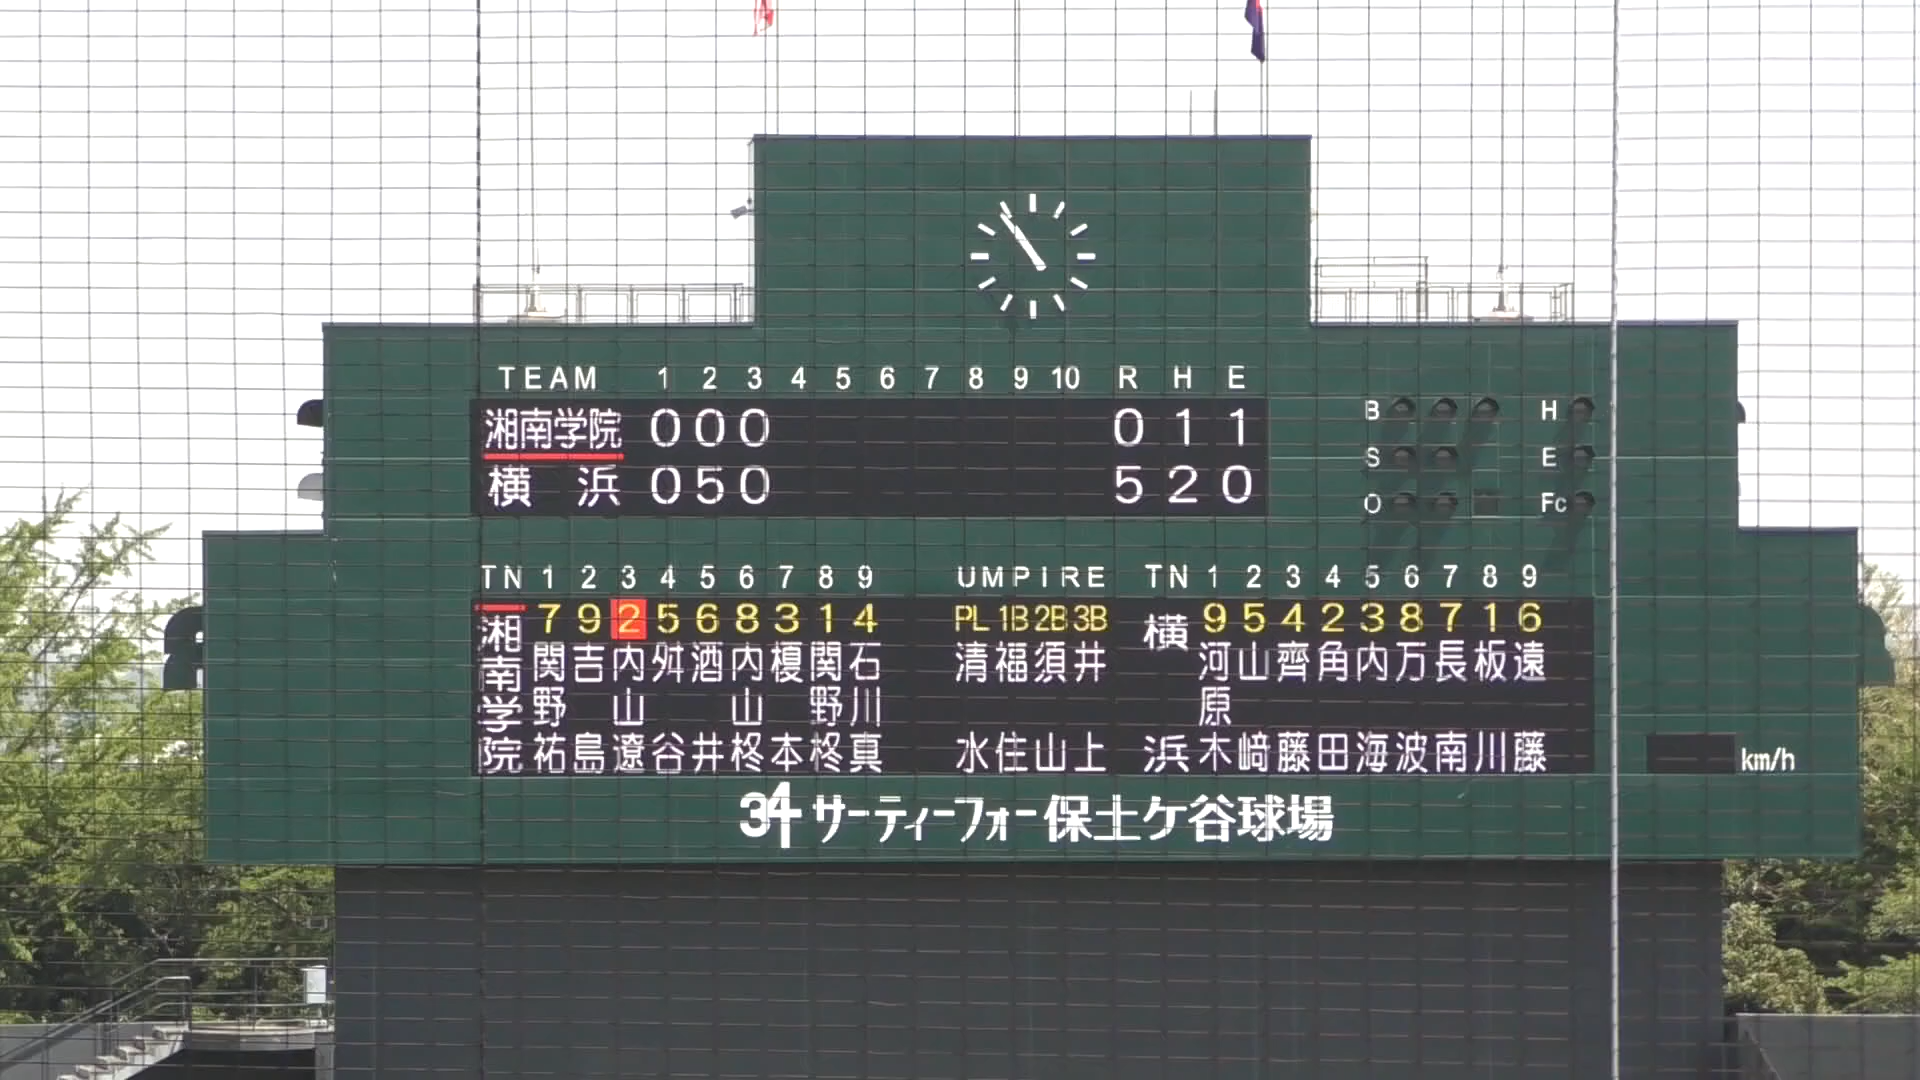 TEAM 1 2 3 4 5 6 7 8 9 10 R H E
湘南学院 0 0 0 0 1 1
横浜 0 5 0 5 2 0
B H
S E
O Fc
TN 1 2 3 4 5 6 7 8 9
湘南学院
7 関野祐
9 吉島
2 内山遼
5 舛谷
6 酒井
8 内山柊
3 榎本
1 関野柊
4 石川真
UMPIRE
PL 清水
1B 福住
2B 須山
3B 井上
TN 1 2 3 4 5 6 7 8 9
横浜
9 河原木
5 山﨑
4 齊藤
2 角田
3 内海
8 万波
7 長南
1 板川
6 遠藤
km/h
34 サーティーフォー保土ケ谷球場